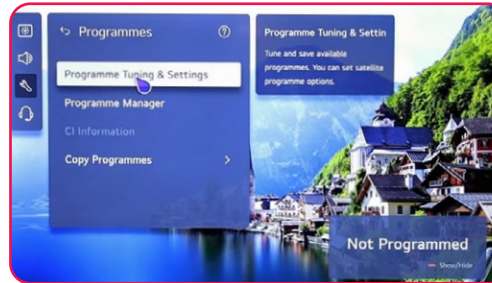 Programmes
Programme Tuning & Settings
Programme Manager
CI Information
Copy Programmes
Programme Tuning & Settin
Tune and save available
programmes. You can set satellite
programme options.
Not Programmed
Show/Hide